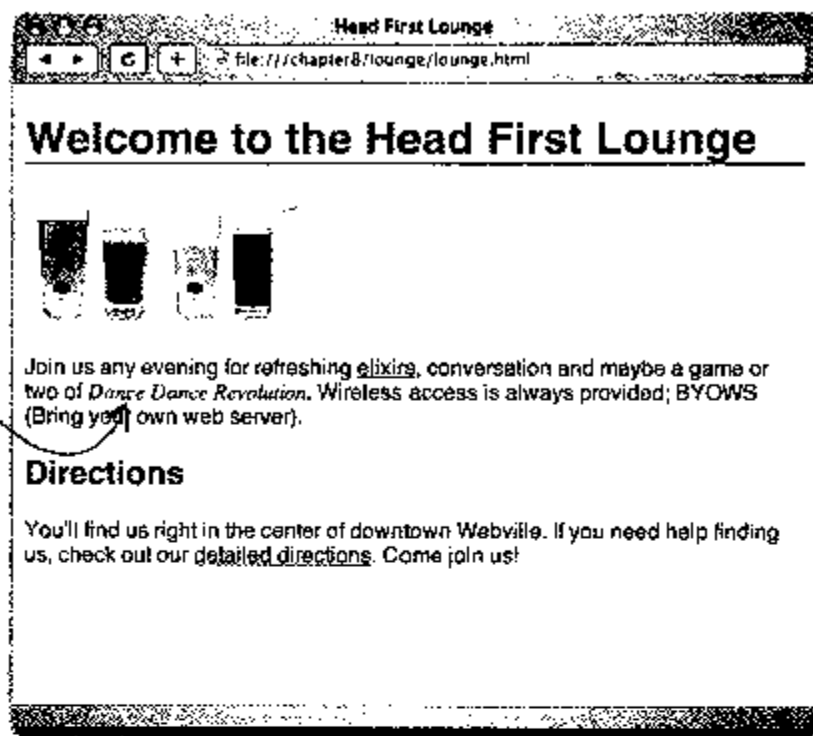 Head First Lounge
file:///chapter8/lounge/lounge.html
Welcome to the Head First Lounge
Join us any evening for refreshing elixirs, conversation and maybe a game or
two of Dance Dance Revolution. Wireless access is always provided; BYOWS
(Bring your own web server).
Directions
You'll find us right in the center of downtown Webville. If you need help finding
us, check out our detailed directions. Come join us!